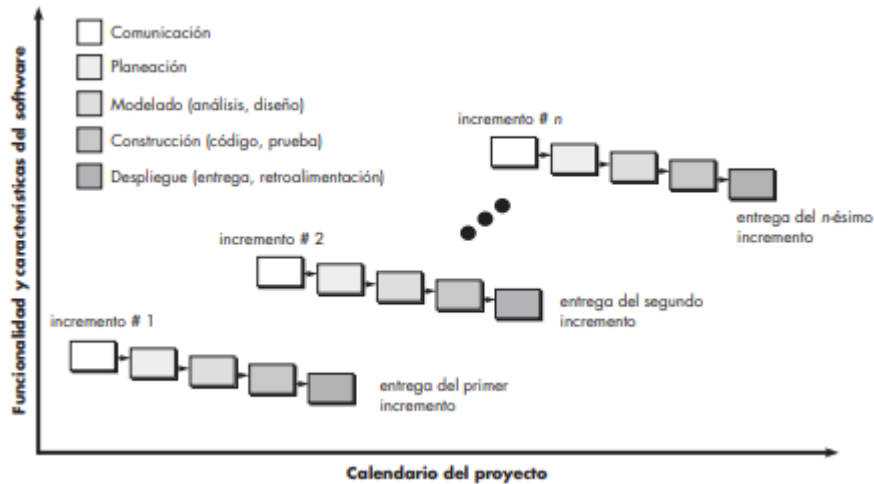 Funcionalidad y características del software
Comunicación
Planeación
Modelado (análisis, diseño)
Construcción (código, prueba)
Despliegue (entrega, retroalimentación)
incremento # n
entrega del n-ésimo
incremento
incremento # 2
entrega del segundo
incremento
incremento # 1
entrega del primer
incremento
Calendario del proyecto